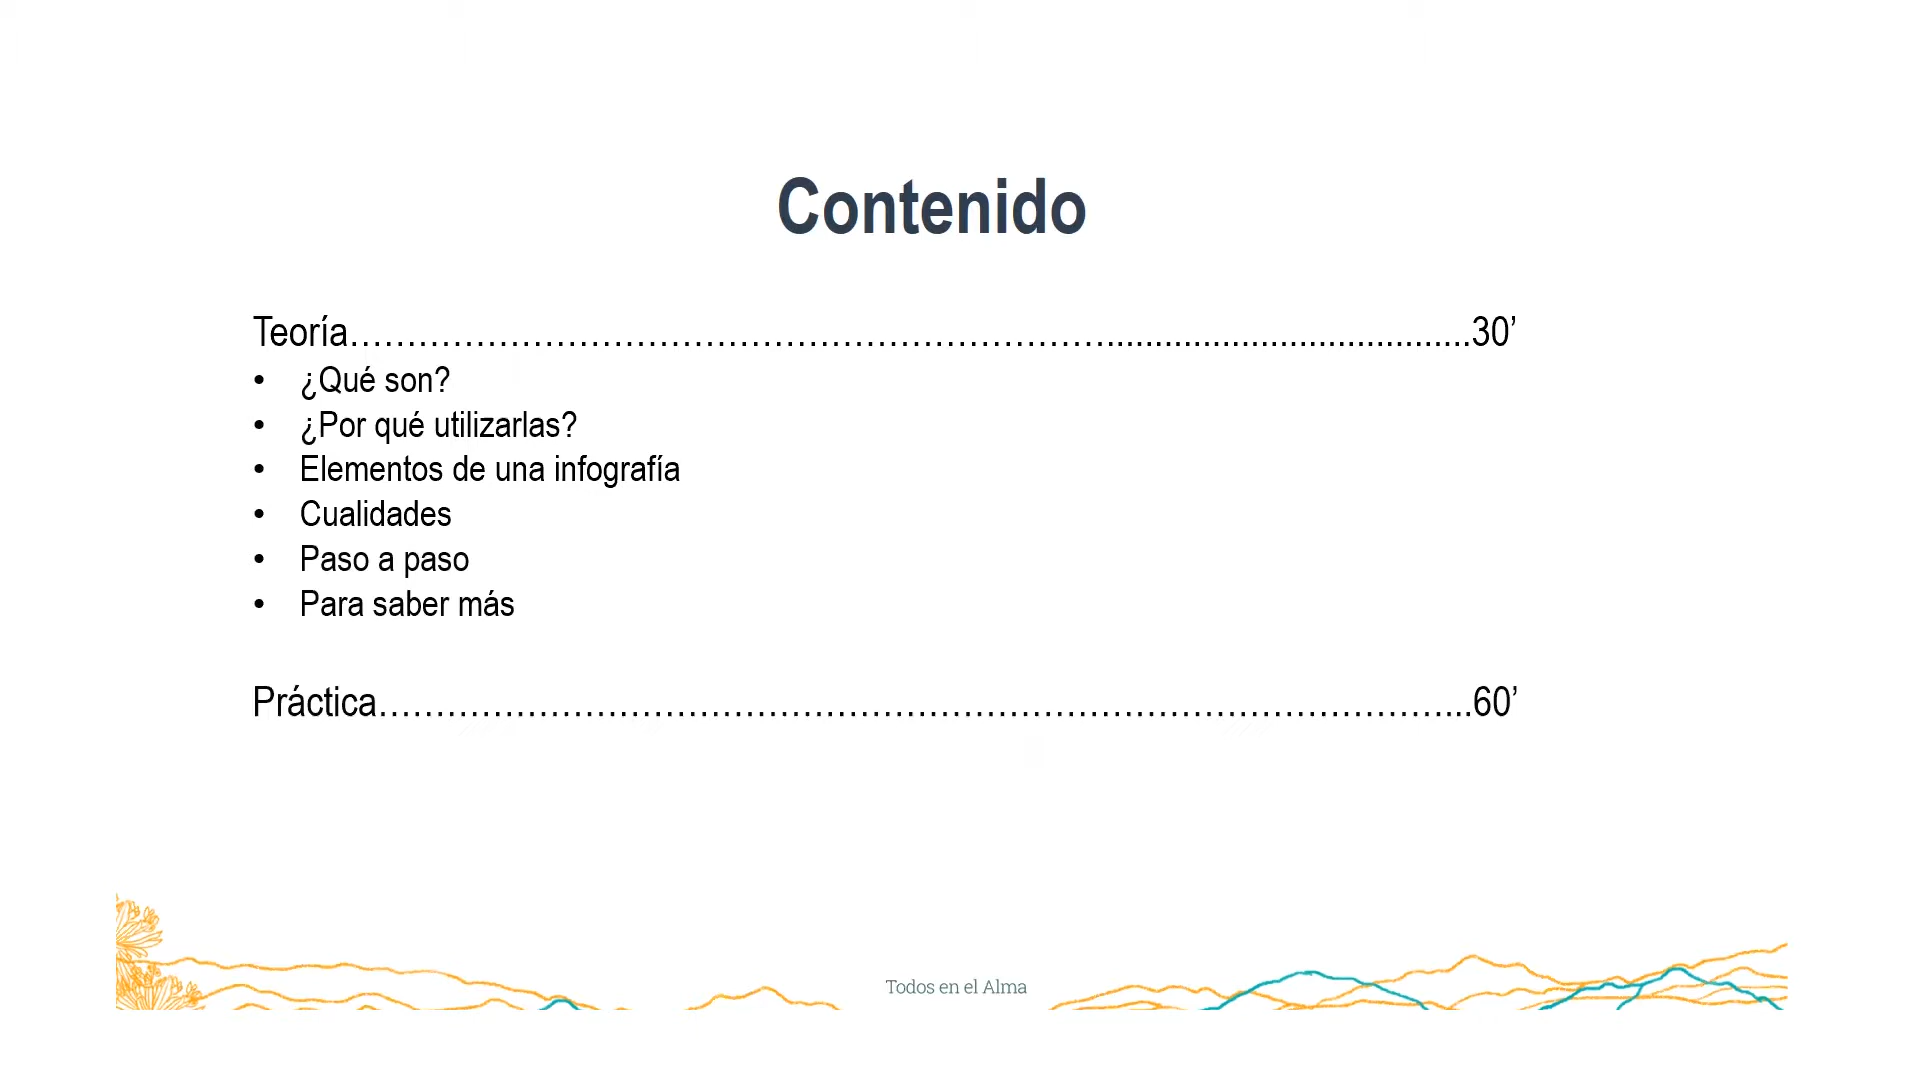 Contenido
Teoría……………………………………………………………......................................30’
• ¿Qué son?
• ¿Por qué utilizarlas?
• Elementos de una infografía
• Cualidades
• Paso a paso
• Para saber más
Práctica…………………………………………………………………………………...60’
Todos en el Alma